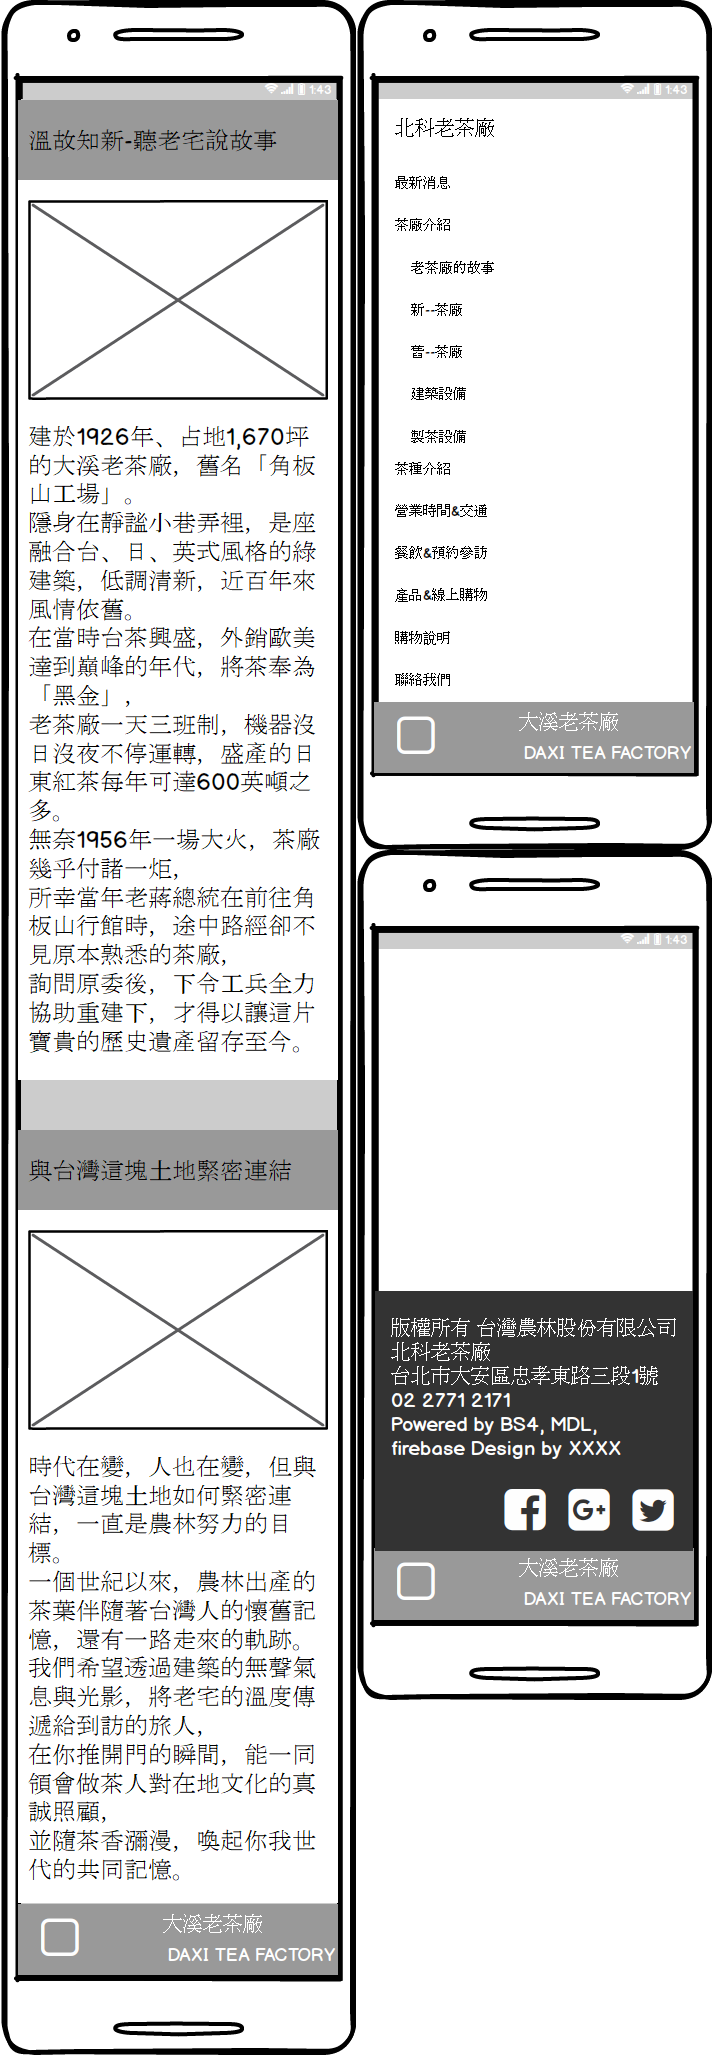 1:43
溫故知新-聽老宅說故事
建於1926年、占地1,670坪
的大溪老茶廠，舊名「角板
山工場」。
隱身在靜謐小巷弄裡，是座
融合台、日、英式風格的綠
建築，低調清新，近百年來
風情依舊。
在當時台茶興盛，外銷歐美
達到巔峰的年代，將茶奉為
「黑金」，
老茶廠一天三班制，機器沒
日沒夜不停運轉，盛產的日
東紅茶每年可達600英噸之
多。
無奈1956年一場大火，茶廠
幾乎付諸一炬，
所幸當年老蔣總統在前往角
板山行館時，途中路經卻不
見原本熟悉的茶廠，
詢問原委後，下令工兵全力
協助重建下，才得以讓這片
寶貴的歷史遺產留存至今。
與台灣這塊土地緊密連結
時代在變，人也在變，但與
台灣這塊土地如何緊密連
結，一直是農林努力的目
標。
一個世紀以來，農林出產的
茶葉伴隨著台灣人的懷舊記
憶，還有一路走來的軌跡。
我們希望透過建築的無聲氣
息與光影，將老宅的溫度傳
遞給到訪的旅人，
在你推開門的瞬間，能一同
領會做茶人對在地文化的真
誠照顧，
並隨茶香瀰漫，喚起你我世
代的共同記憶。
大溪老茶廠
DAXI TEA FACTORY
1:43
北科老茶廠
最新消息
茶廠介紹
老茶廠的故事
新--茶廠
舊--茶廠
建築設備
製茶設備
茶種介紹
營業時間&交通
餐飲&預約參訪
產品&線上購物
購物說明
聯絡我們
大溪老茶廠
DAXI TEA FACTORY
1:43
版權所有 台灣農林股份有限公司
北科老茶廠
台北市大安區忠孝東路三段1號
02 2771 2171
Powered by BS4, MDL,
firebase Design by XXXX
大溪老茶廠
DAXI TEA FACTORY